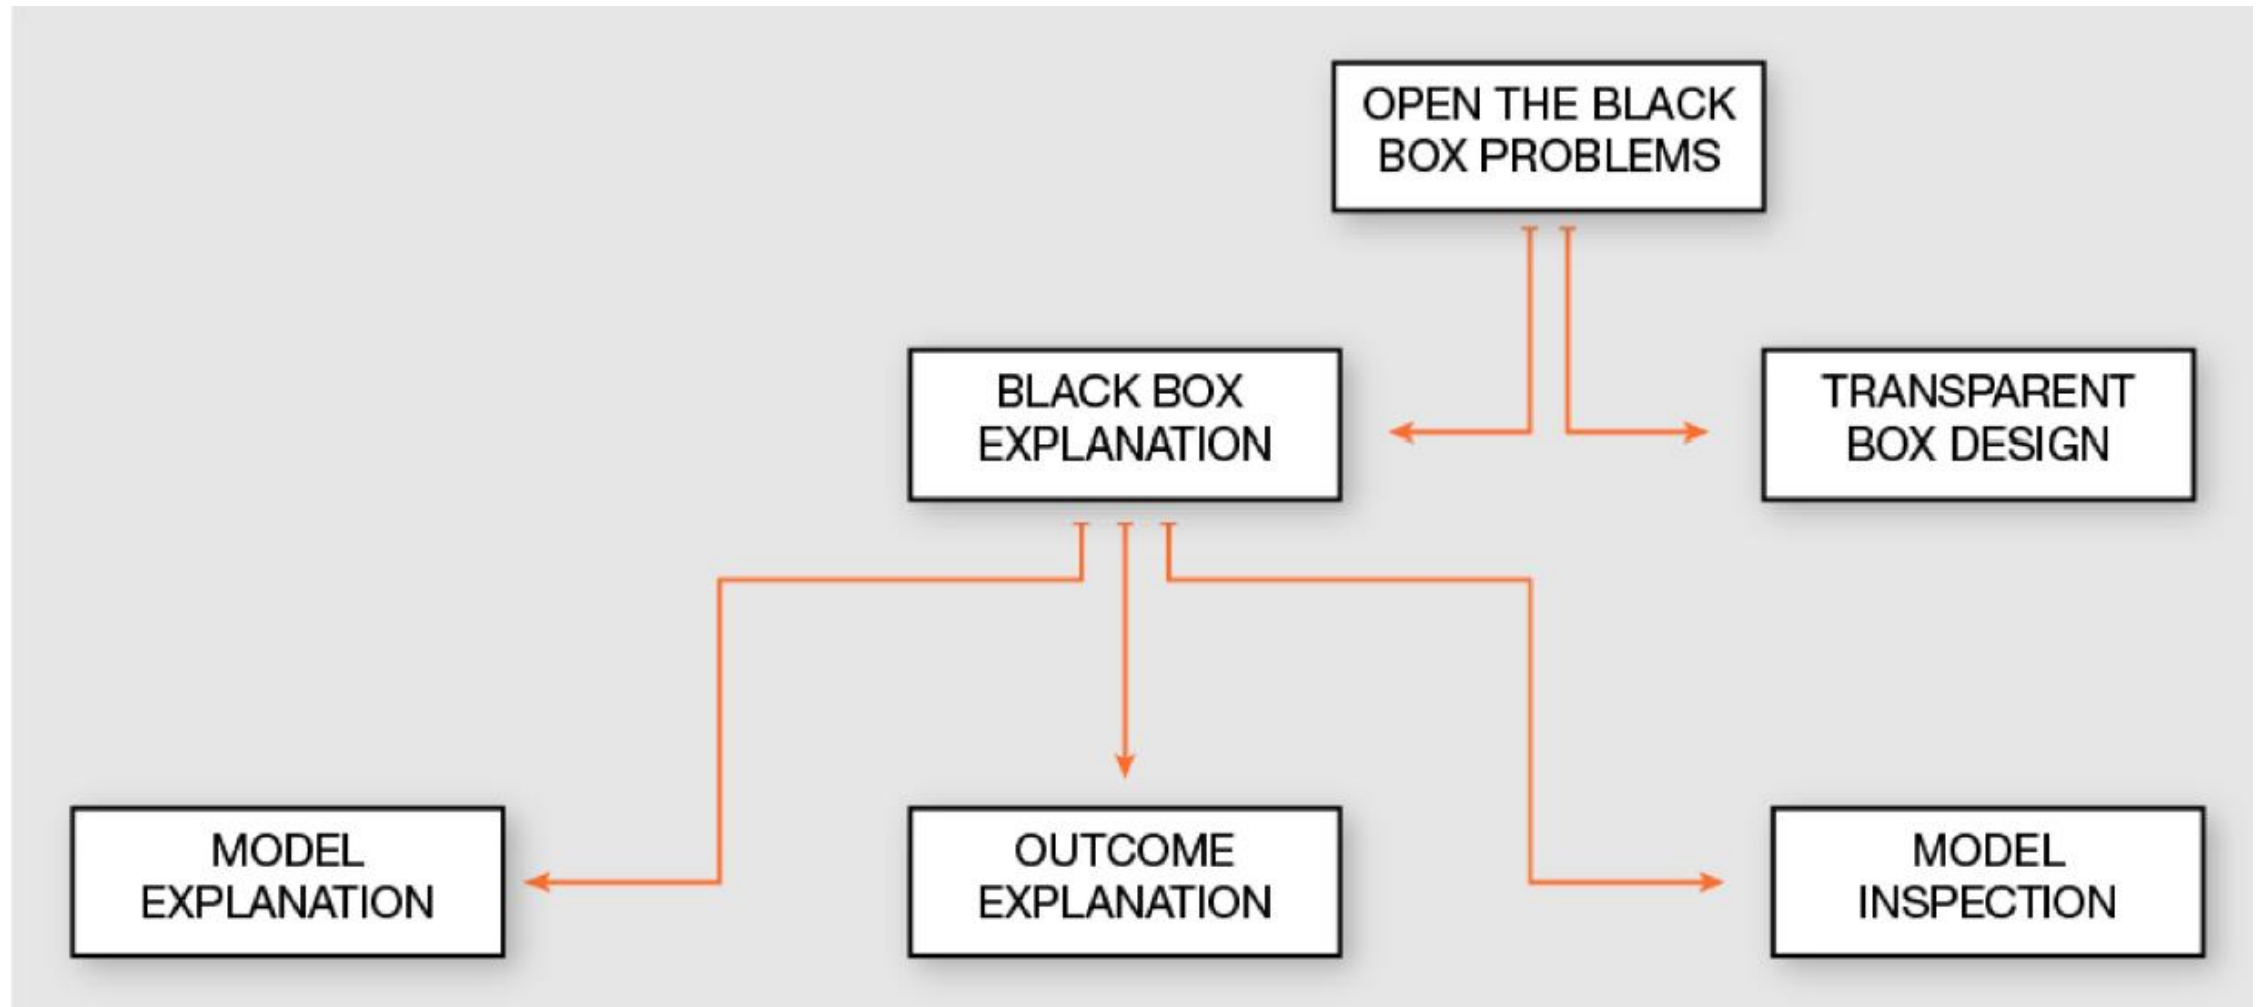 OPEN THE BLACK
BOX PROBLEMS
BLACK BOX
EXPLANATION
TRANSPARENT
BOX DESIGN
MODEL
EXPLANATION
OUTCOME
EXPLANATION
MODEL
INSPECTION